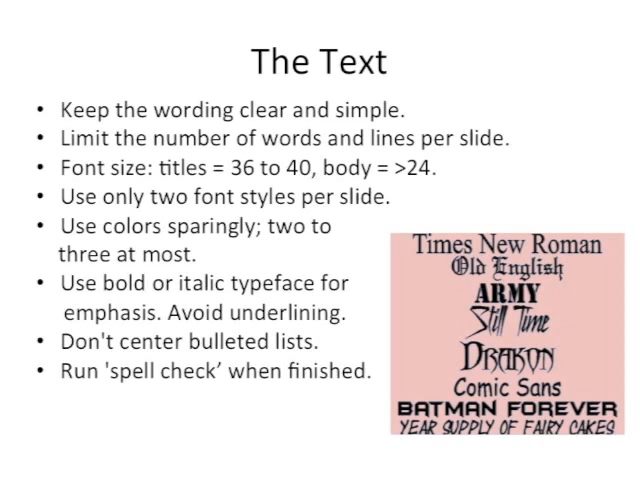 The Text
• Keep the wording clear and simple.
• Limit the number of words and lines per slide.
• Font size: titles = 36 to 40, body = >24.
• Use only two font styles per slide.
• Use colors sparingly; two to
three at most.
• Use bold or italic typeface for
emphasis. Avoid underlining.
• Don't center bulleted lists.
• Run 'spell check’ when finished.
Times New Roman
Old English
ARMY
Still Time
DRAKON
Comic Sans
BATMAN FOREVER
YEAR SUPPLY OF FAIRY CAKES